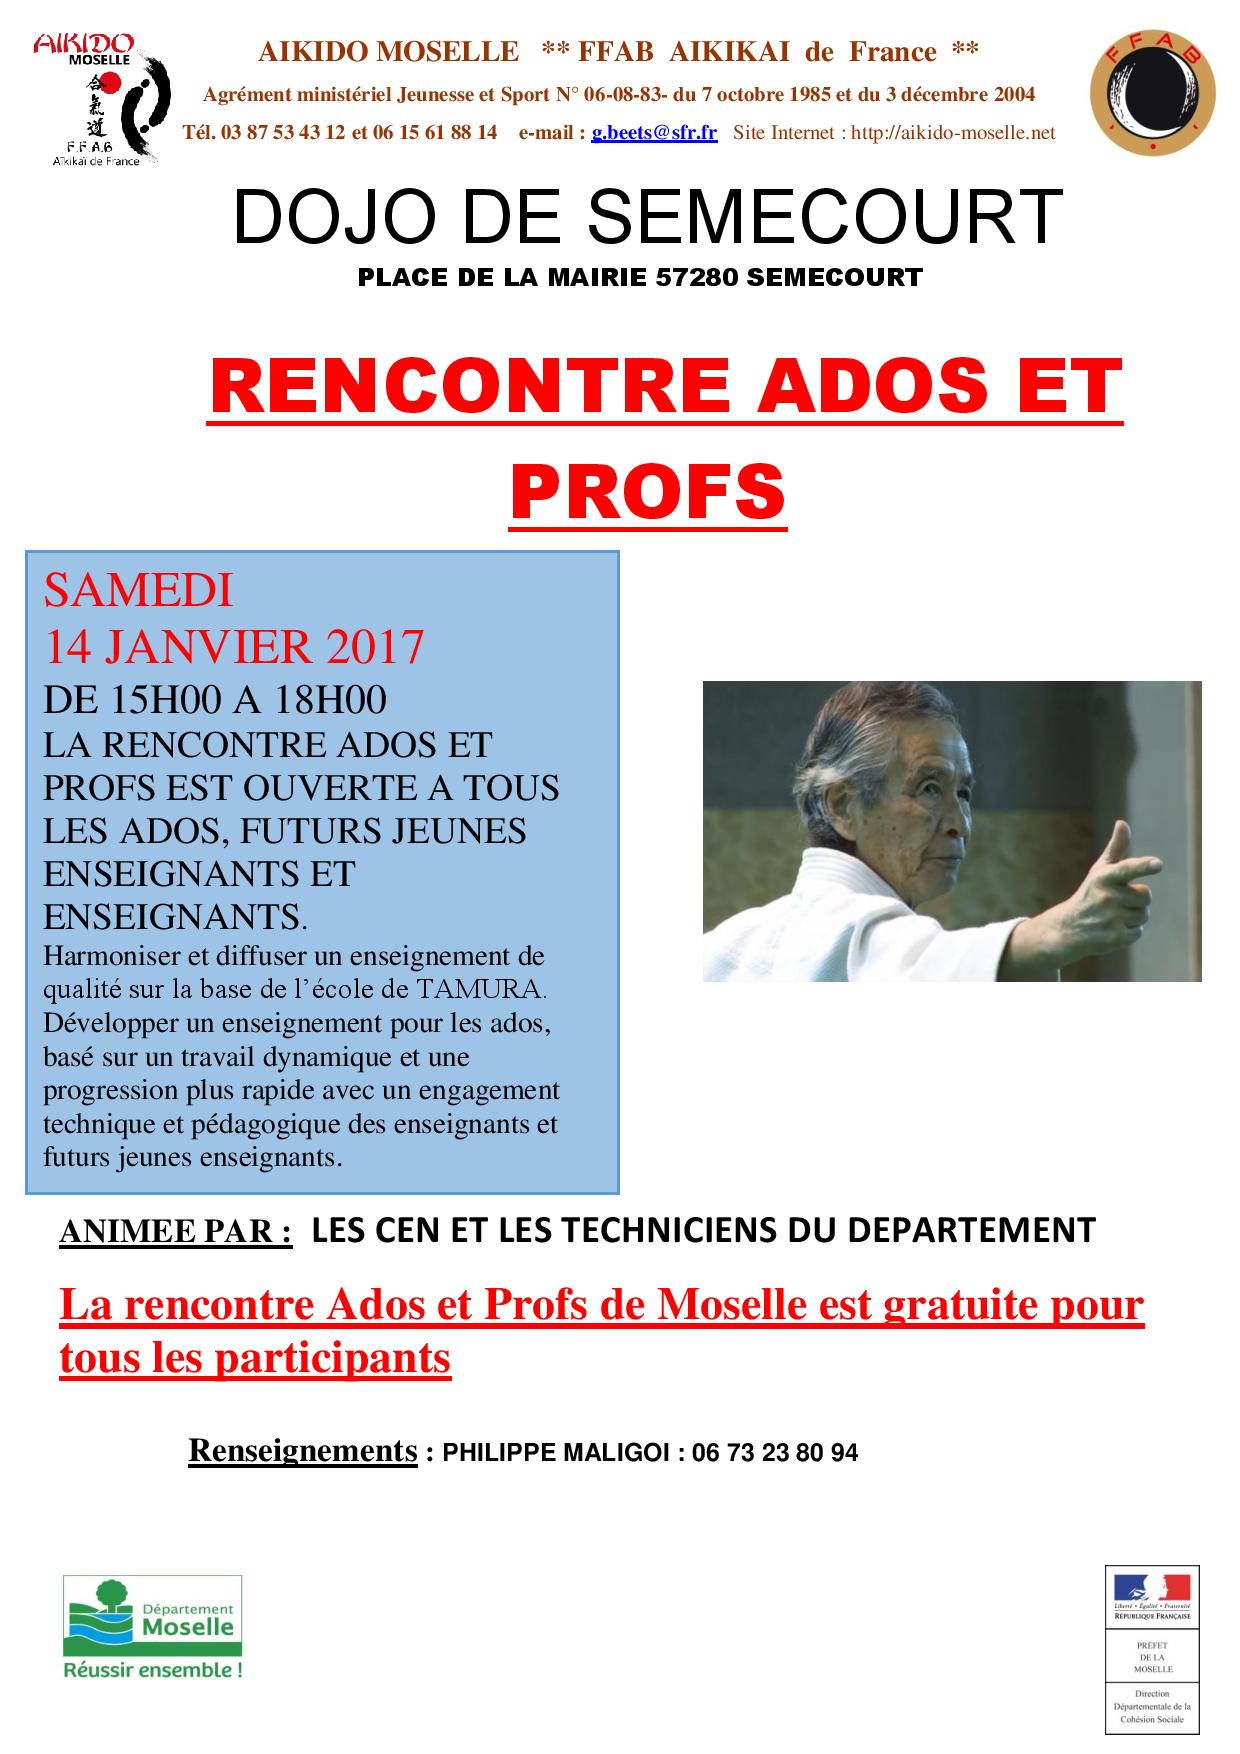 AIKIDO
MOSELLE
合
氣
道
F.F.A.B
Aïkikaï de France
AIKIDO MOSELLE ** FFAB AIKIKAI de France **
Agrément ministériel Jeunesse et Sport N° 06-08-83- du 7 octobre 1985 et du 3 décembre 2004
Tél. 03 87 53 43 12 et 06 15 61 88 14 e-mail : g.beets@sfr.fr Site Internet : http://aikido-moselle.net
FFAB
DOJO DE SEMECOURT
PLACE DE LA MAIRIE 57280 SEMECOURT
RENCONTRE ADOS ET
PROFS
SAMEDI
14 JANVIER 2017
DE 15H00 A 18H00
LA RENCONTRE ADOS ET
PROFS EST OUVERTE A TOUS
LES ADOS, FUTURS JEUNES
ENSEIGNANTS ET
ENSEIGNANTS.
Harmoniser et diffuser un enseignement de
qualité sur la base de l’école de TAMURA.
Développer un enseignement pour les ados,
basé sur un travail dynamique et une
progression plus rapide avec un engagement
technique et pédagogique des enseignants et
futurs jeunes enseignants.
ANIMEE PAR : LES CEN ET LES TECHNICIENS DU DEPARTEMENT
La rencontre Ados et Profs de Moselle est gratuite pour
tous les participants
Renseignements : PHILIPPE MALIGOI : 06 73 23 80 94
Département
Moselle
Réussir ensemble !
Liberté • Égalité • Fraternité
RÉPUBLIQUE FRANÇAISE
PRÉFET
DE LA
MOSELLE
Direction
Départementale de la
Cohésion Sociale